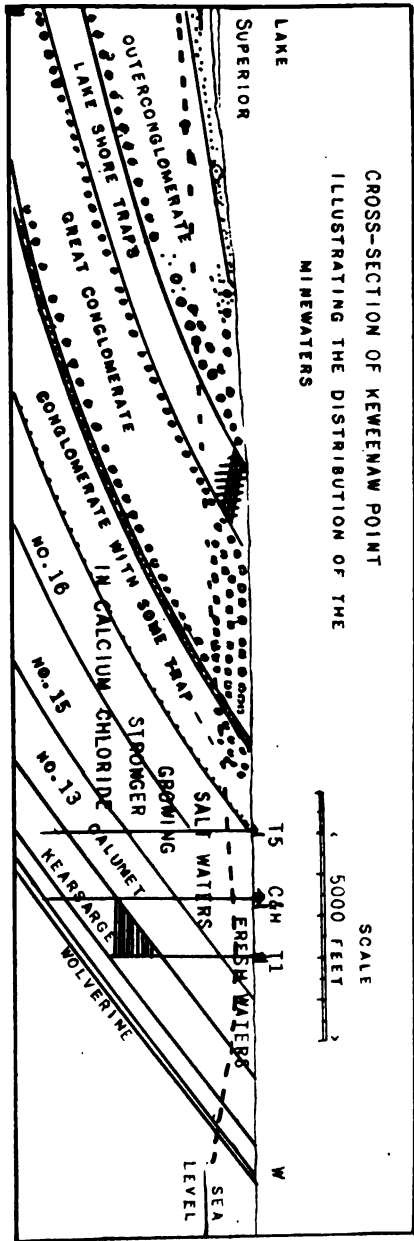 CROSS-SECTION OF KEWEENAW POINT
ILLUSTRATING THE DISTRIBUTION OF THE
MINEWATERS
SCALE
5000 FEET
LAKE
SUPERIOR
T5
C&H
T1
W
OUTERCONGLOMERATE
LAKE SHORE TRAPS
GREAT CONGLOMERATE
CONGLOMERATE WITH SOME TRAP
NO. 16
NO. 15
NO. 13
CALUMET
KEARSARGE
WOLVERINE
FRESH WATERS
SALT WATERS
GROWING
STRONGER
IN CALCIUM CHLORIDE
SEA
LEVEL